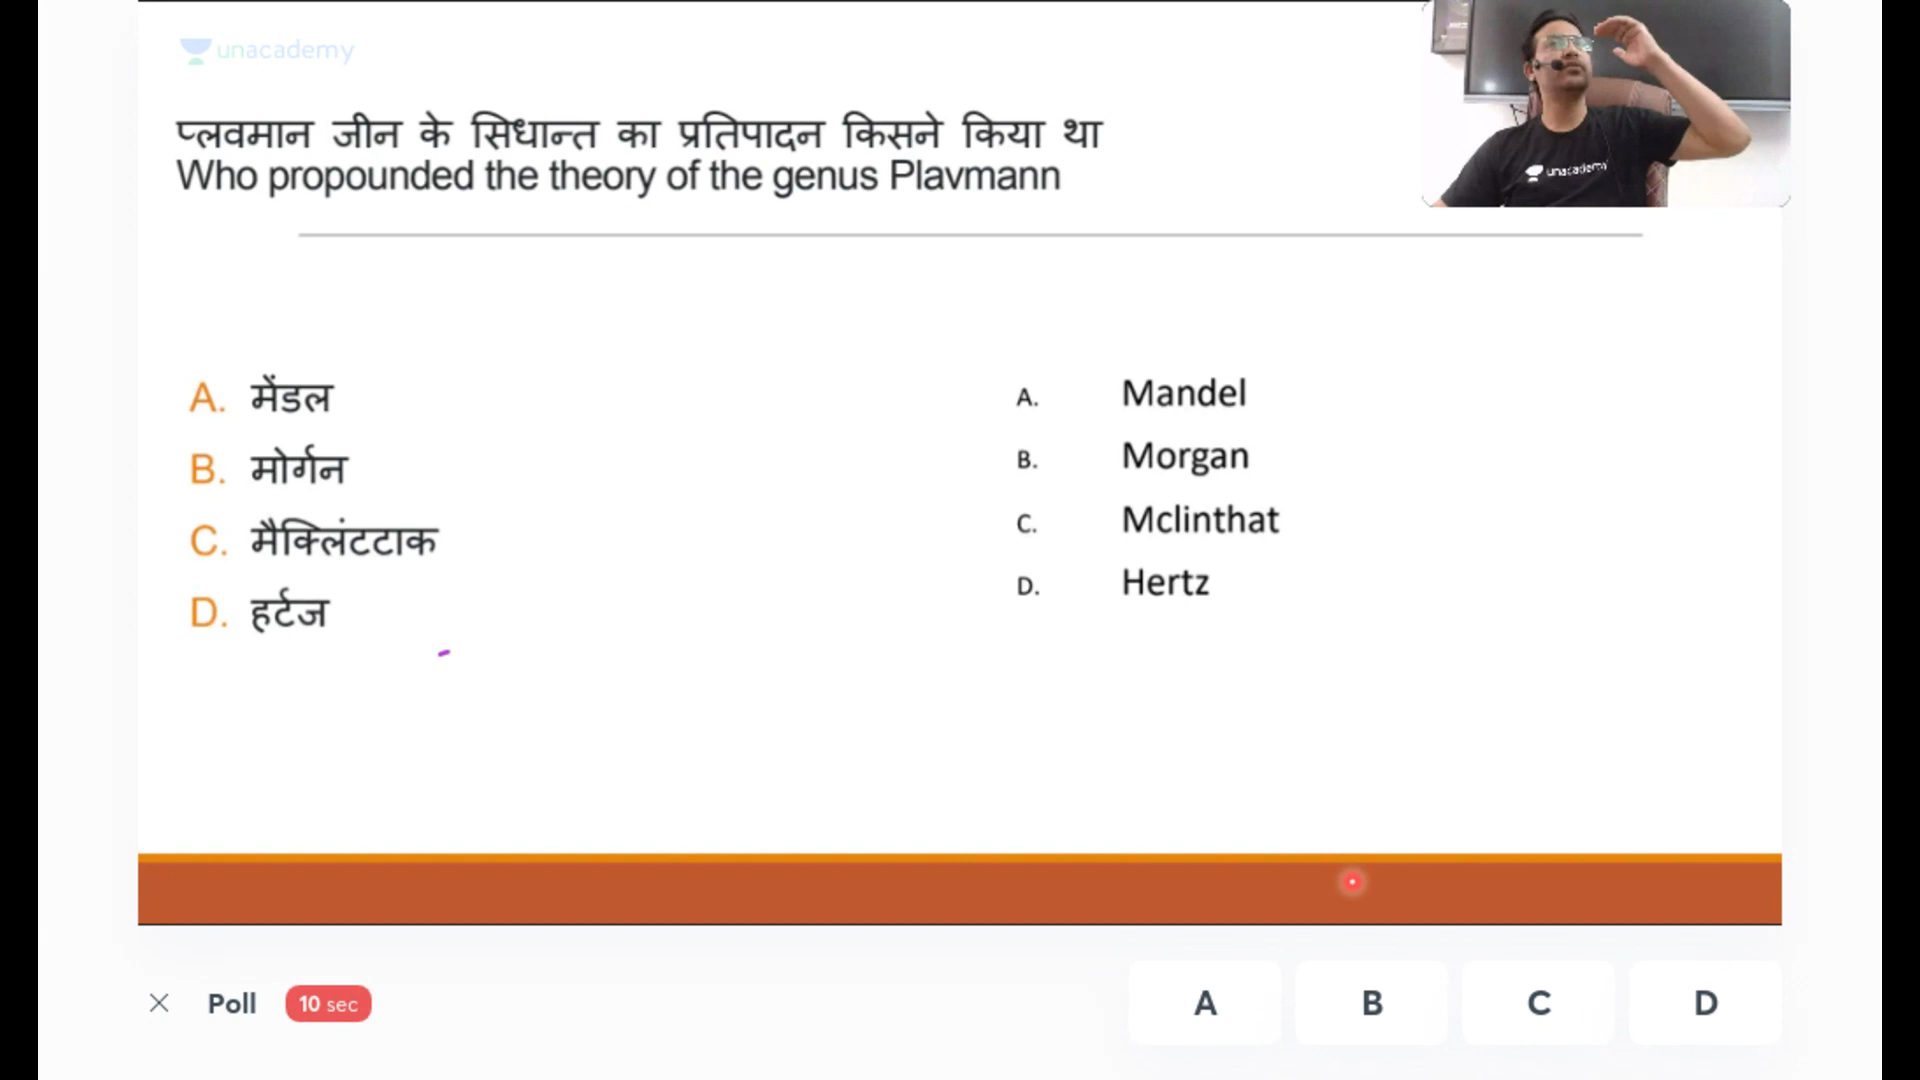 unacademy
प्लवमान जीन के सिधान्त का प्रतिपादन किसने किया था
Who propounded the theory of the genus Plavmann
unacademy
A. मेंडल
B. मोर्गन
C. मैक्लिंटटाक
D. हर्टज
A. Mandel
B. Morgan
C. Mclinthat
D. Hertz
Poll 10 sec
A B C D